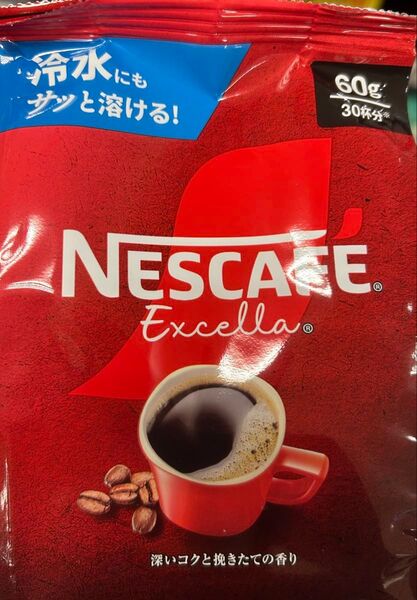 冷水にも
サッと溶ける!
60g
30杯分※
NESCAFÉ®
Excella®
深いコクと挽きたての香り